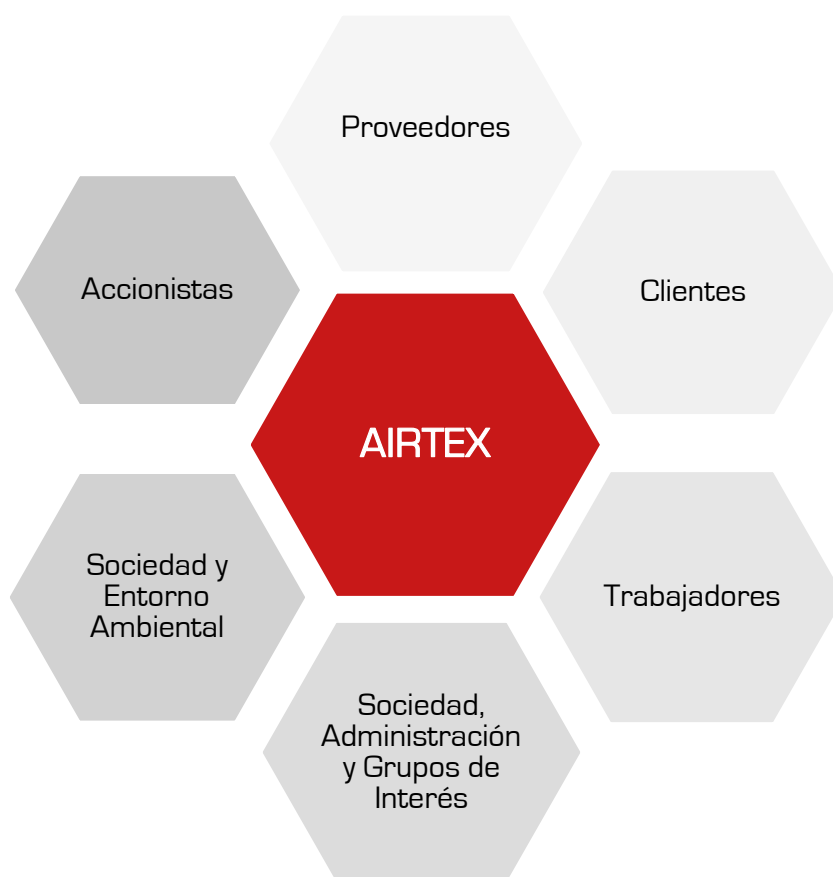 Proveedores
Accionistas
Clientes
AIRTEX
Sociedad y
Entorno
Ambiental
Trabajadores
Sociedad,
Administración
y Grupos de
Interés